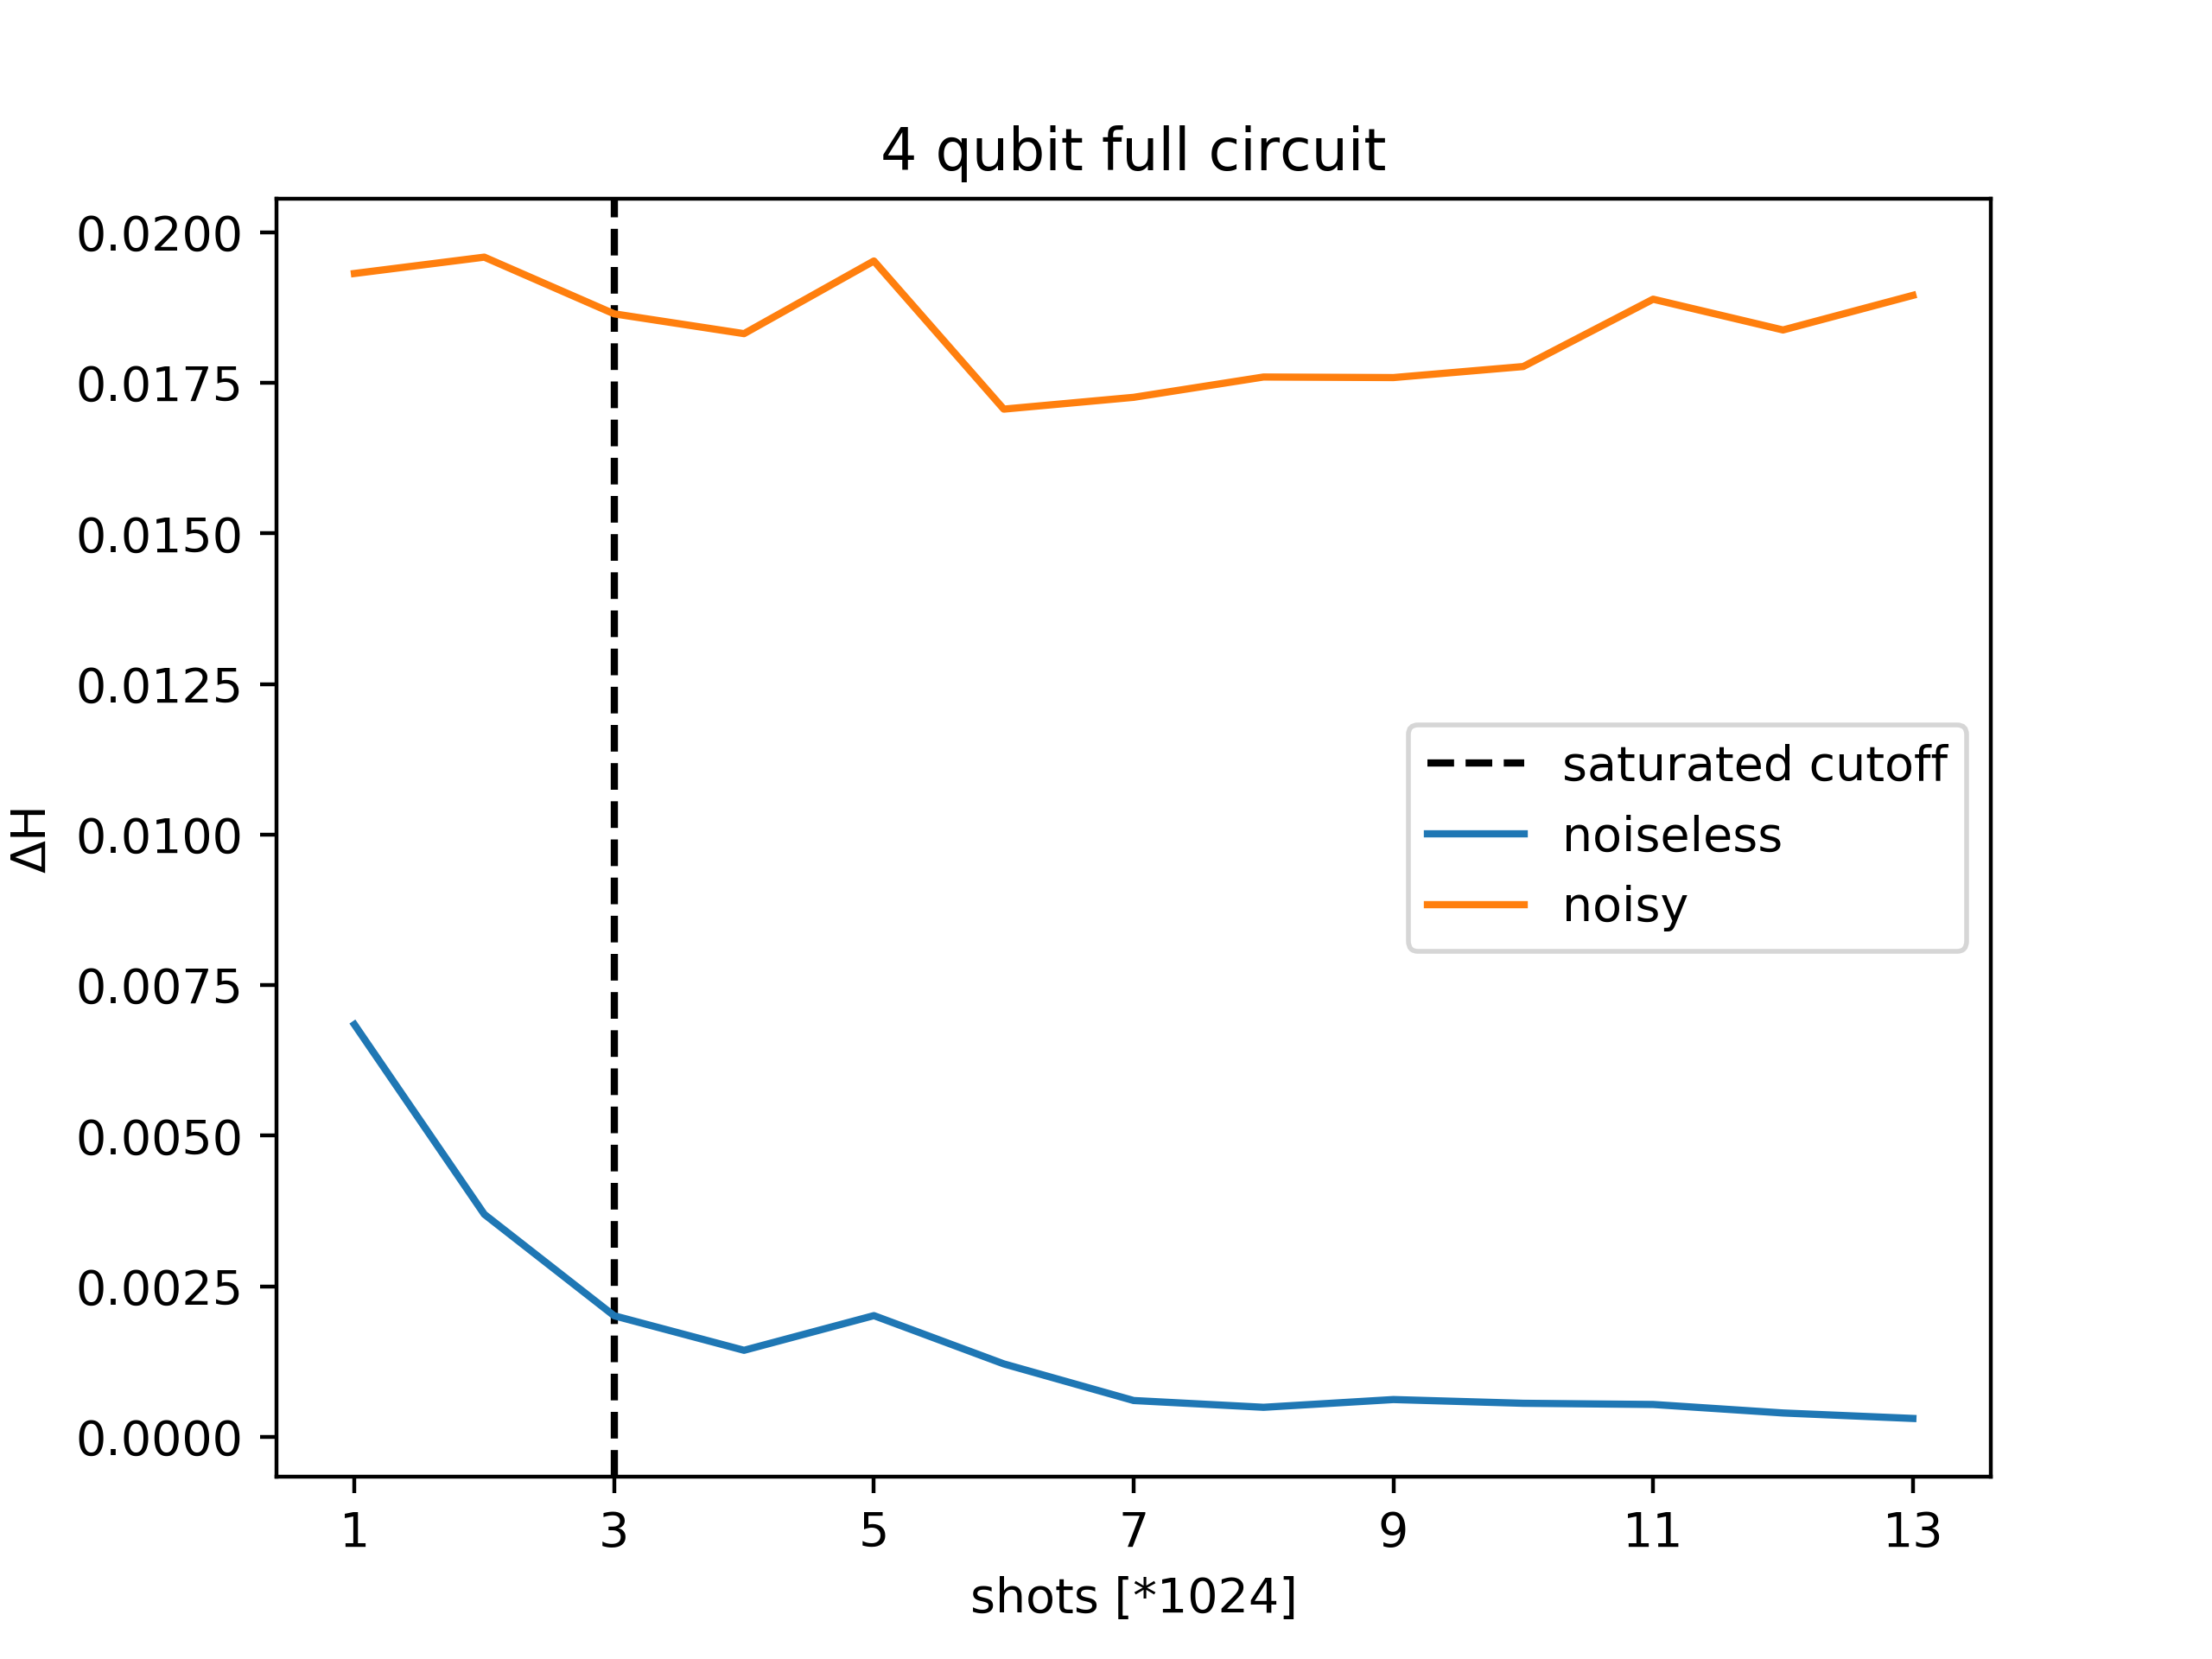 4 qubit full circuit
0.0200
0.0175
0.0150
0.0125
0.0100
0.0075
0.0050
0.0025
0.0000
ΔH
saturated cutoff
noiseless
noisy
1 3 5 7 9 11 13
shots [*1024]